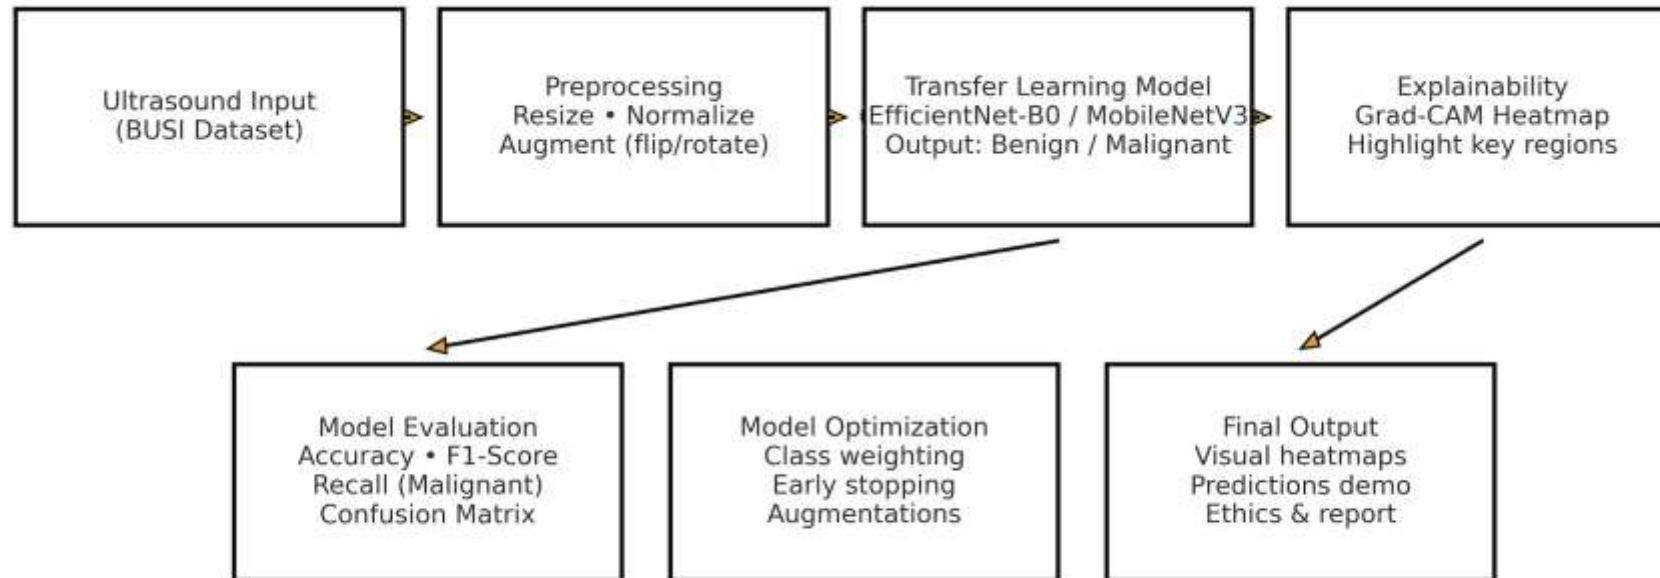 Ultrasound Input
(BUSI Dataset)
Preprocessing
Resize • Normalize
Augment (flip/rotate)
Transfer Learning Model
EfficientNet-B0 / MobileNetV3
Output: Benign / Malignant
Explainability
Grad-CAM Heatmap
Highlight key regions
Model Evaluation
Accuracy • F1-Score
Recall (Malignant)
Confusion Matrix
Model Optimization
Class weighting
Early stopping
Augmentations
Final Output
Visual heatmaps
Predictions demo
Ethics & report